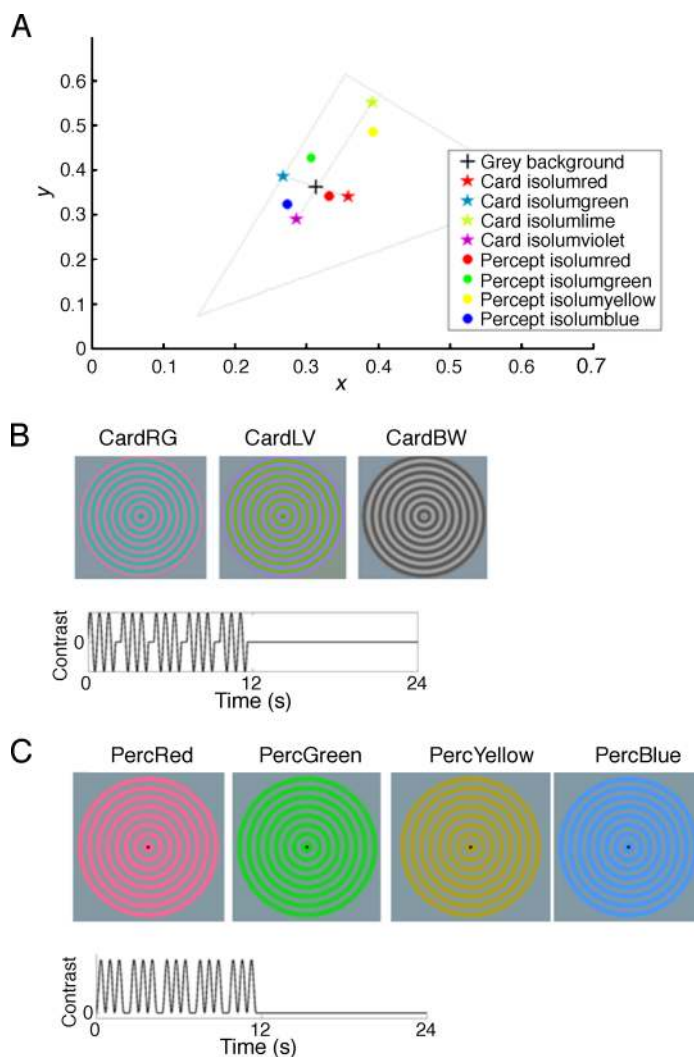 A
0.6
0.5
0.4
0.3
0.2
0.1
0
y
0 0.1 0.2 0.3 0.4 0.5 0.6 0.7
x
Grey background
Card isolumred
Card isolumgreen
Card isolumlime
Card isolumviolet
Percept isolumred
Percept isolumgreen
Percept isolumyellow
Percept isolumblue
B
CardRG CardLV CardBW
Contrast
0
0 12 24
Time (s)
C
PercRed PercGreen PercYellow PercBlue
Contrast
0
0 12 24
Time (s)